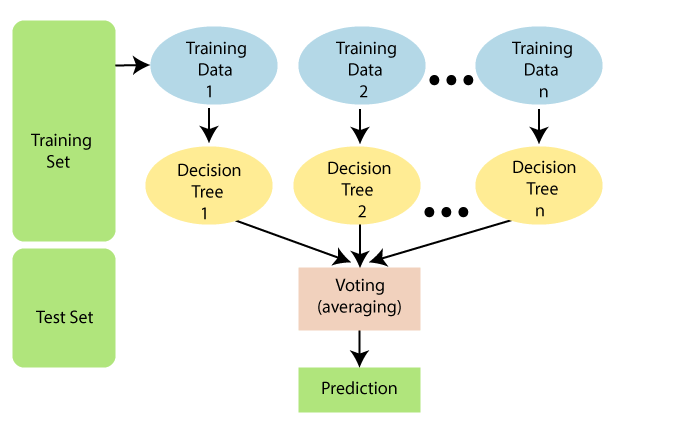 Training
Set
Training
Data
1
Training
Data
2
Training
Data
n
Decision
Tree
1
Decision
Tree
2
Decision
Tree
n
Test Set
Voting
(averaging)
Prediction